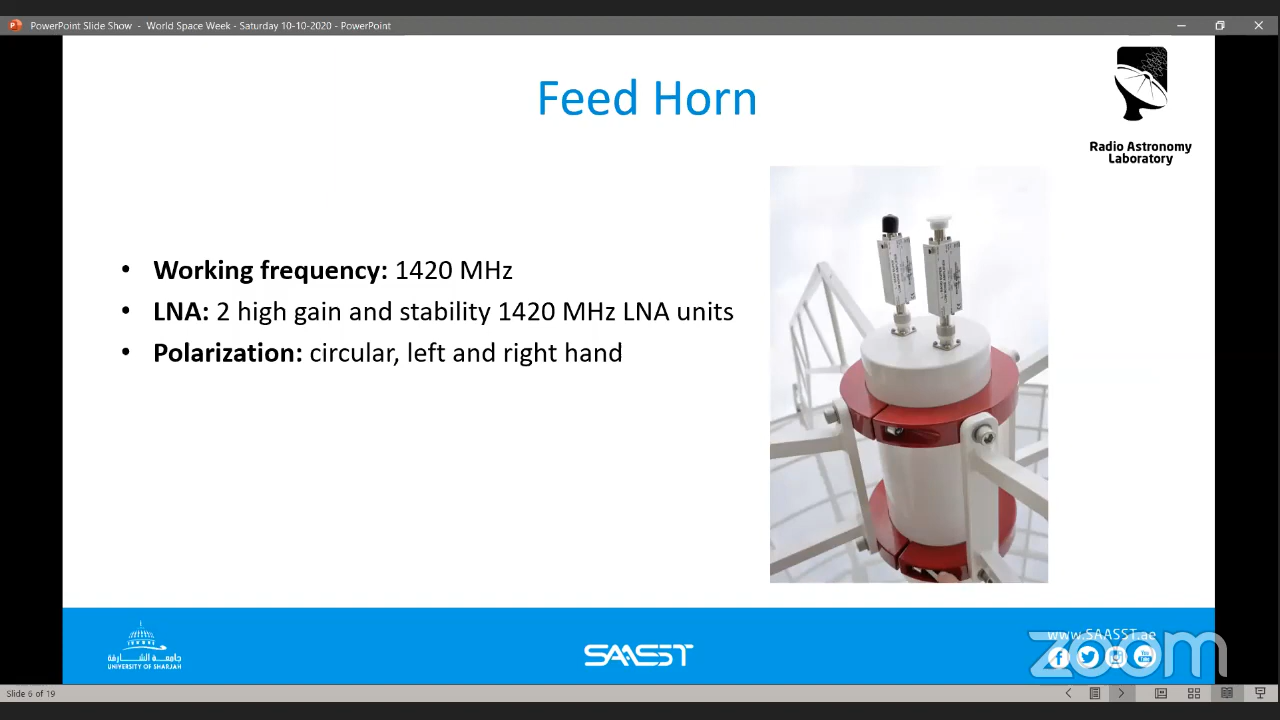 PowerPoint Slide Show - World Space Week - Saturday 10-10-2020 - PowerPoint
Feed Horn
Radio Astronomy
Laboratory
• Working frequency: 1420 MHz
• LNA: 2 high gain and stability 1420 MHz LNA units
• Polarization: circular, left and right hand
جامعة الشارقة
UNIVERSITY OF SHARJAH
SAASST
www.SAASST.ae
zoom
Slide 6 of 19